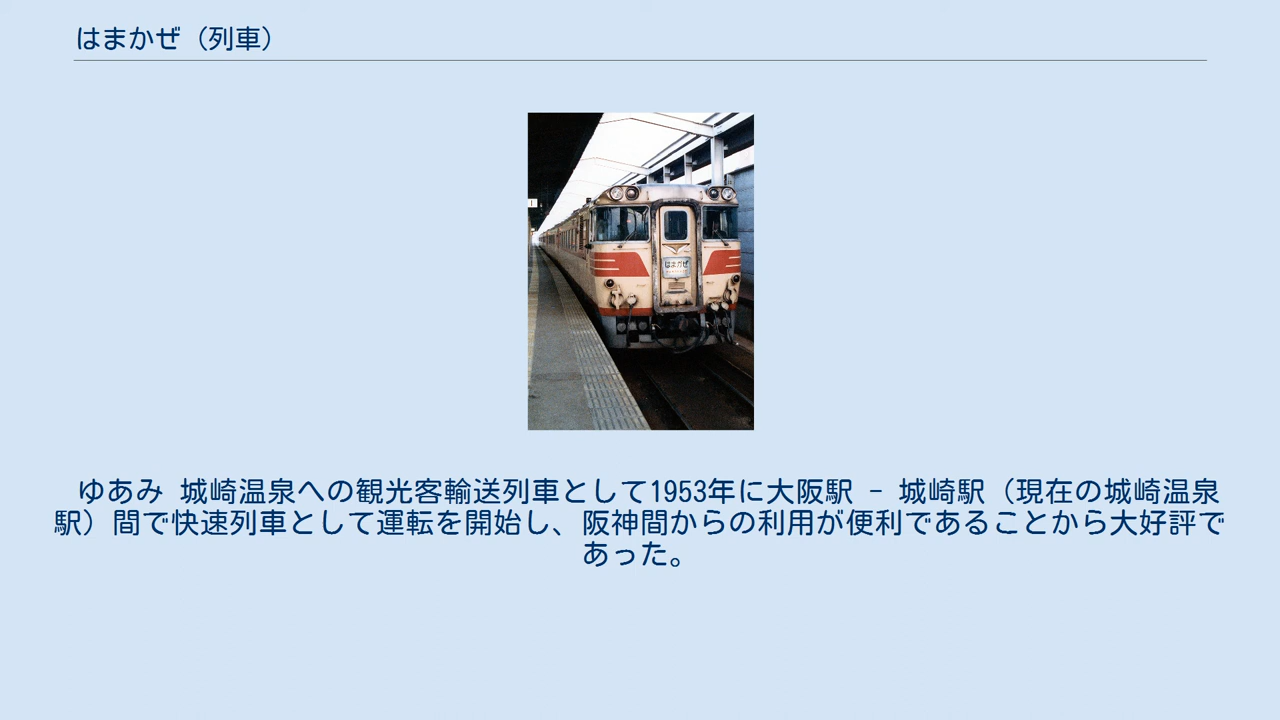 はまかぜ（列車）
はまかぜ
ゆあみ 城崎温泉への観光客輸送列車として1953年に大阪駅 - 城崎駅（現在の城崎温泉
駅）間で快速列車として運転を開始し、阪神間からの利用が便利であることから大好評で
あった。